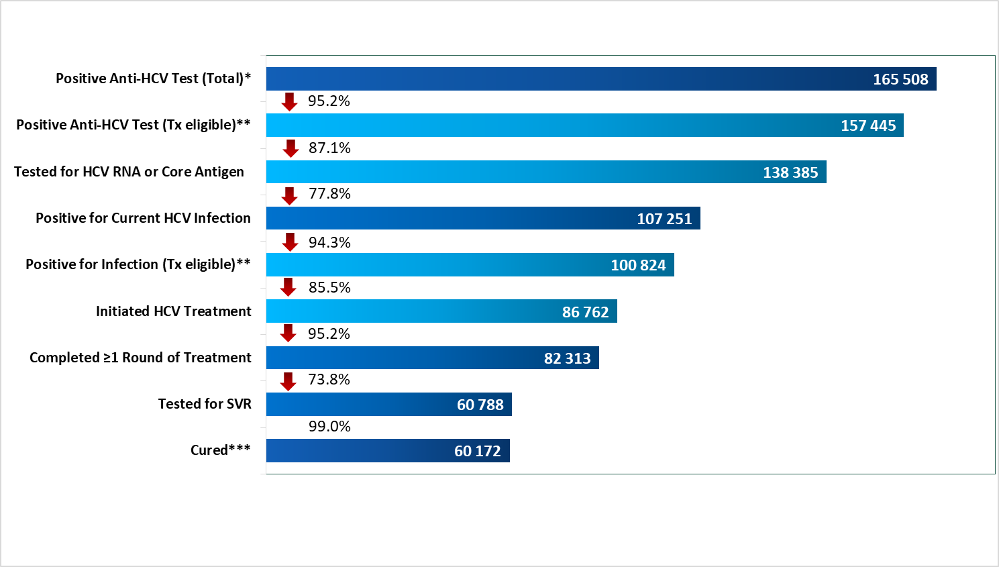 Positive Anti-HCV Test (Total)*
165 508
95.2%
Positive Anti-HCV Test (Tx eligible)**
157 445
87.1%
Tested for HCV RNA or Core Antigen
138 385
77.8%
Positive for Current HCV Infection
107 251
94.3%
Positive for Infection (Tx eligible)**
100 824
85.5%
Initiated HCV Treatment
86 762
95.2%
Completed ≥1 Round of Treatment
82 313
73.8%
Tested for SVR
60 788
99.0%
Cured***
60 172